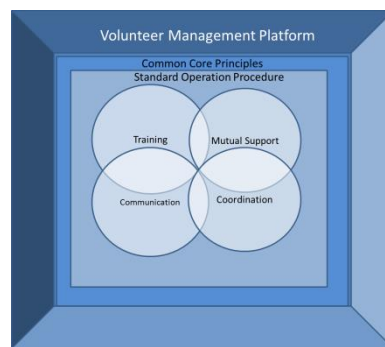 Volunteer Management Platform
Common Core Principles
Standard Operation Procedure
Training
Mutual Support
Communication
Coordination